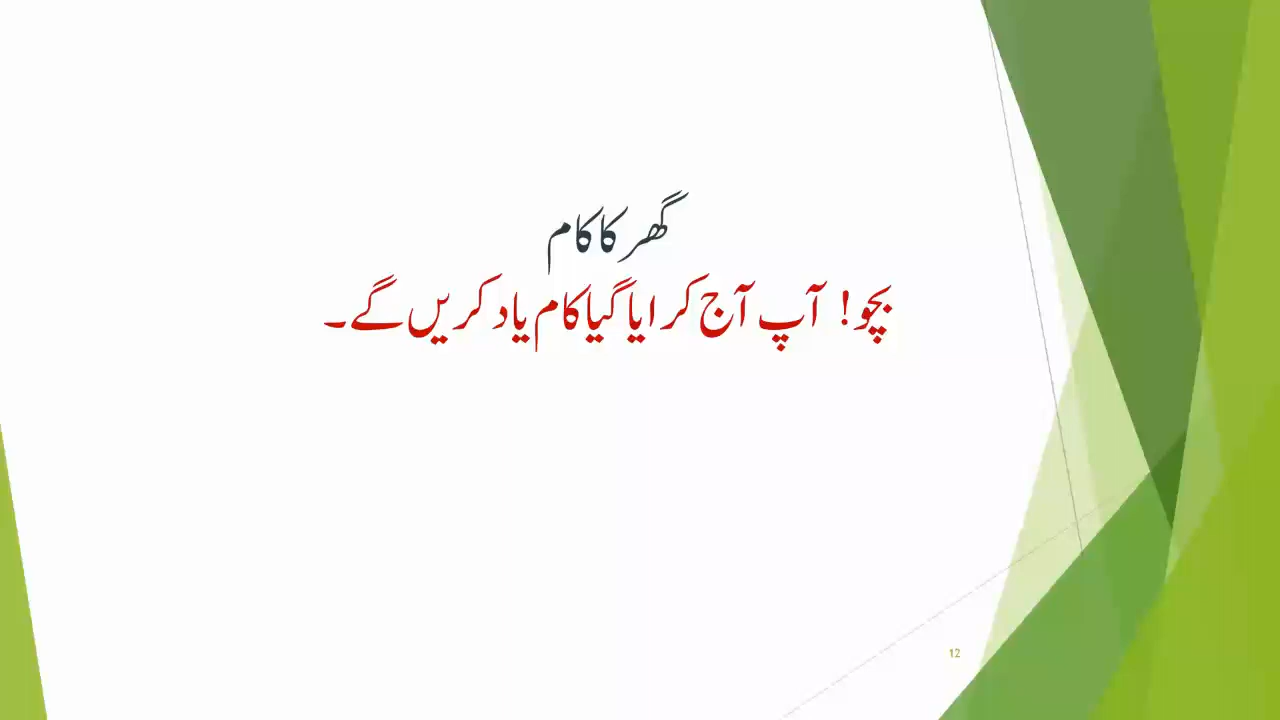 گھر کا کام
بچو! آپ آج کرایا گیا کام یاد کریں گے۔
12